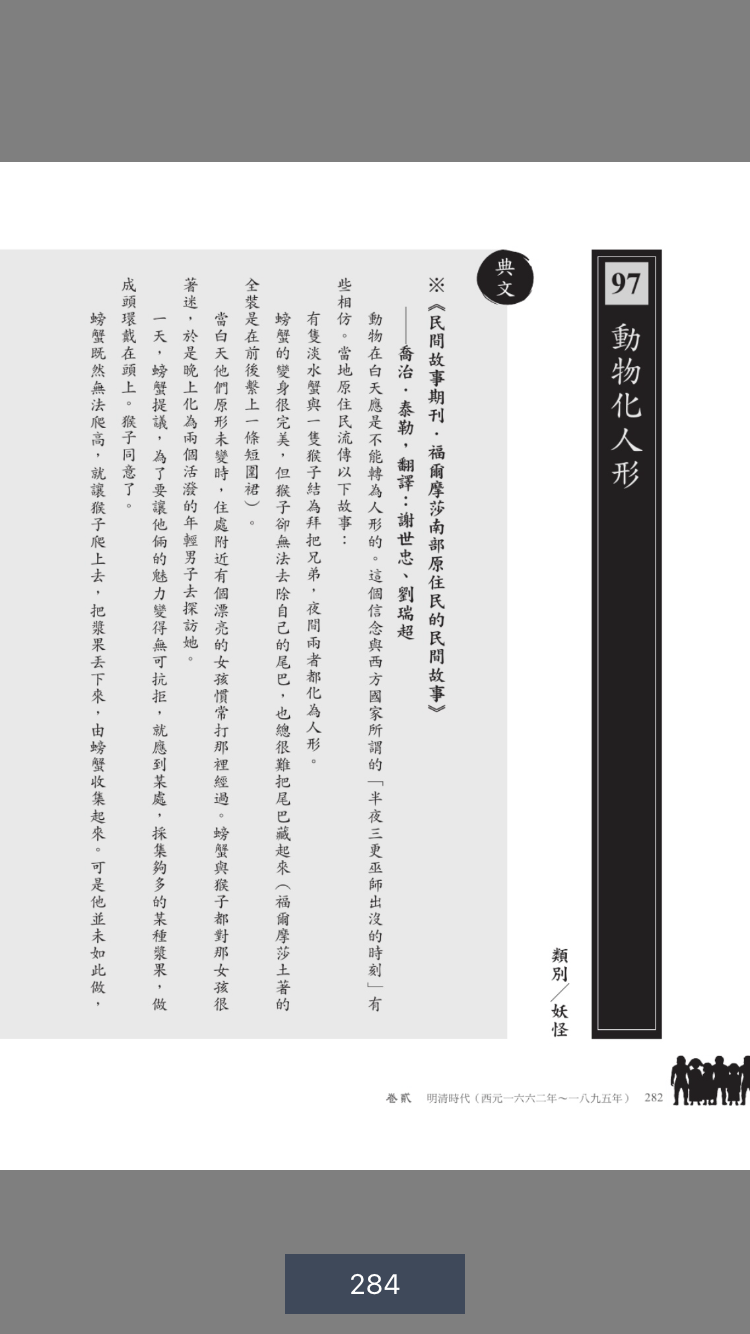 97 動物化人形
類別／妖怪
典文
※《民間故事期刊．福爾摩莎南部原住民的民間故事》
——喬治．泰勒，翻譯：謝世忠、劉瑞超
動物在白天應是不能轉為人形的。這個信念與西方國家所謂的「半夜三更巫師出沒的時刻」有
些相仿。當地原住民流傳以下故事：
有隻淡水蟹與一隻猴子結為拜把兄弟，夜間兩者都化為人形。
螃蟹的變身很完美，但猴子卻無法去除自己的尾巴，也總很難把尾巴藏起來（福爾摩莎土著的
全裝是在前後繫上一條短圍裙）。
當白天他們原形未變時，住處附近有個漂亮的女孩慣常打那裡經過。螃蟹與猴子都對那女孩很
著迷，於是晚上化為兩個活潑的年輕男子去探訪她。
一天，螃蟹提議，為了要讓他倆的魅力變得無可抗拒，就應到某處，採集夠多的某種漿果，做
成頭環戴在頭上。猴子同意了。
螃蟹既然無法爬高，就讓猴子爬上去，把漿果丟下來，由螃蟹收集起來。可是他並未如此做，
卷貳 明清時代（西元一六六二年～一八九五年） 282
284